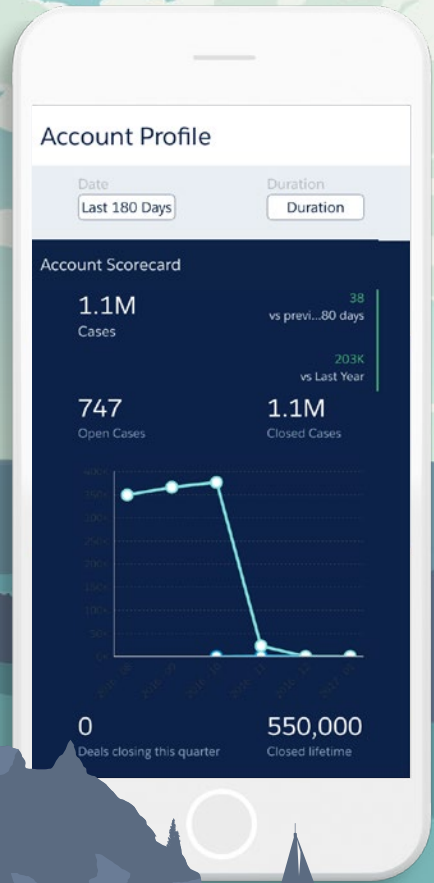 Account Profile
Date
Duration
Last 180 Days
Duration
Account Scorecard
1.1M
Cases
38
vs previ...80 days
203K
vs Last Year
747
Open Cases
1.1M
Closed Cases
0
Deals closing this quarter
550,000
Closed lifetime